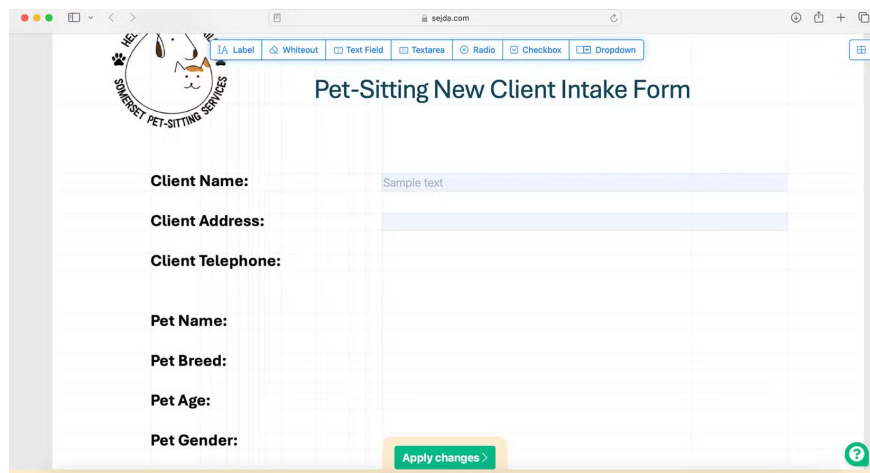 sejda.com
HEL
SOMERSET PET-SITTING SERVICES
Label Whiteout Text Field Textarea Radio Checkbox Dropdown
Pet-Sitting New Client Intake Form
Client Name: Sample text
Client Address:
Client Telephone:
Pet Name:
Pet Breed:
Pet Age:
Pet Gender:
Apply changes
?